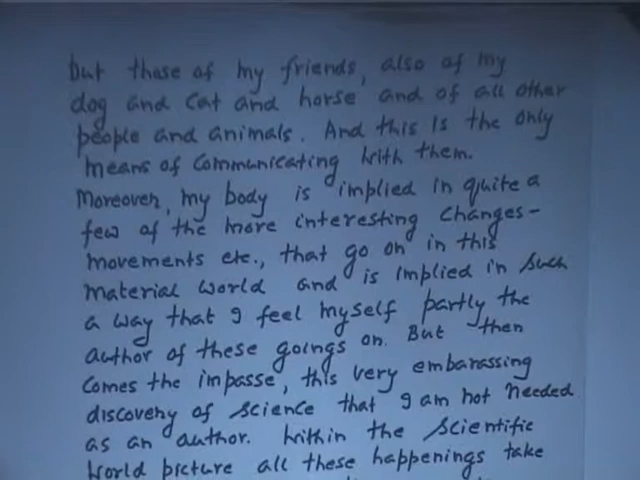 but those of my friends, also of my
dog and cat and horse and of all other
people and animals. And this is the only
means of communicating with them.
Moreover, my body is implied in quite a
few of the more interesting changes-
movements etc., that go on in this
material world and is implied in such
a way that I feel myself partly the
author of these goings on. But then
comes the impasse, this very embarassing
discovery of science that I am not needed
as an author. Within the scientific
world picture all these happenings take